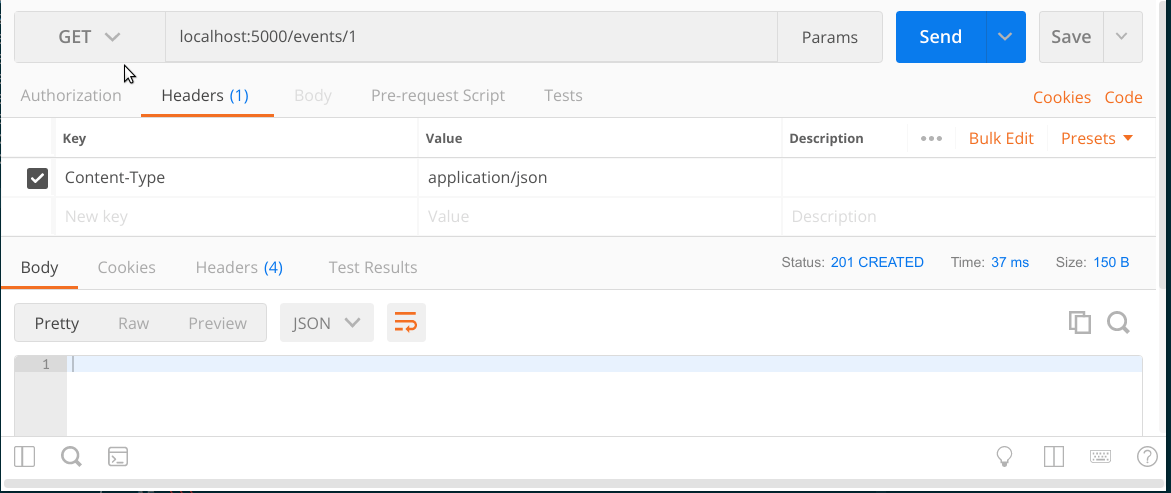 GET localhost:5000/events/1 Params Send Save
Authorization Headers (1) Body Pre-request Script Tests Cookies Code
Key Value Description ••• Bulk Edit Presets
Content-Type application/json
New key Value Description
Body Cookies Headers (4) Test Results Status: 201 CREATED Time: 37 ms Size: 150 B
Pretty Raw Preview JSON
1